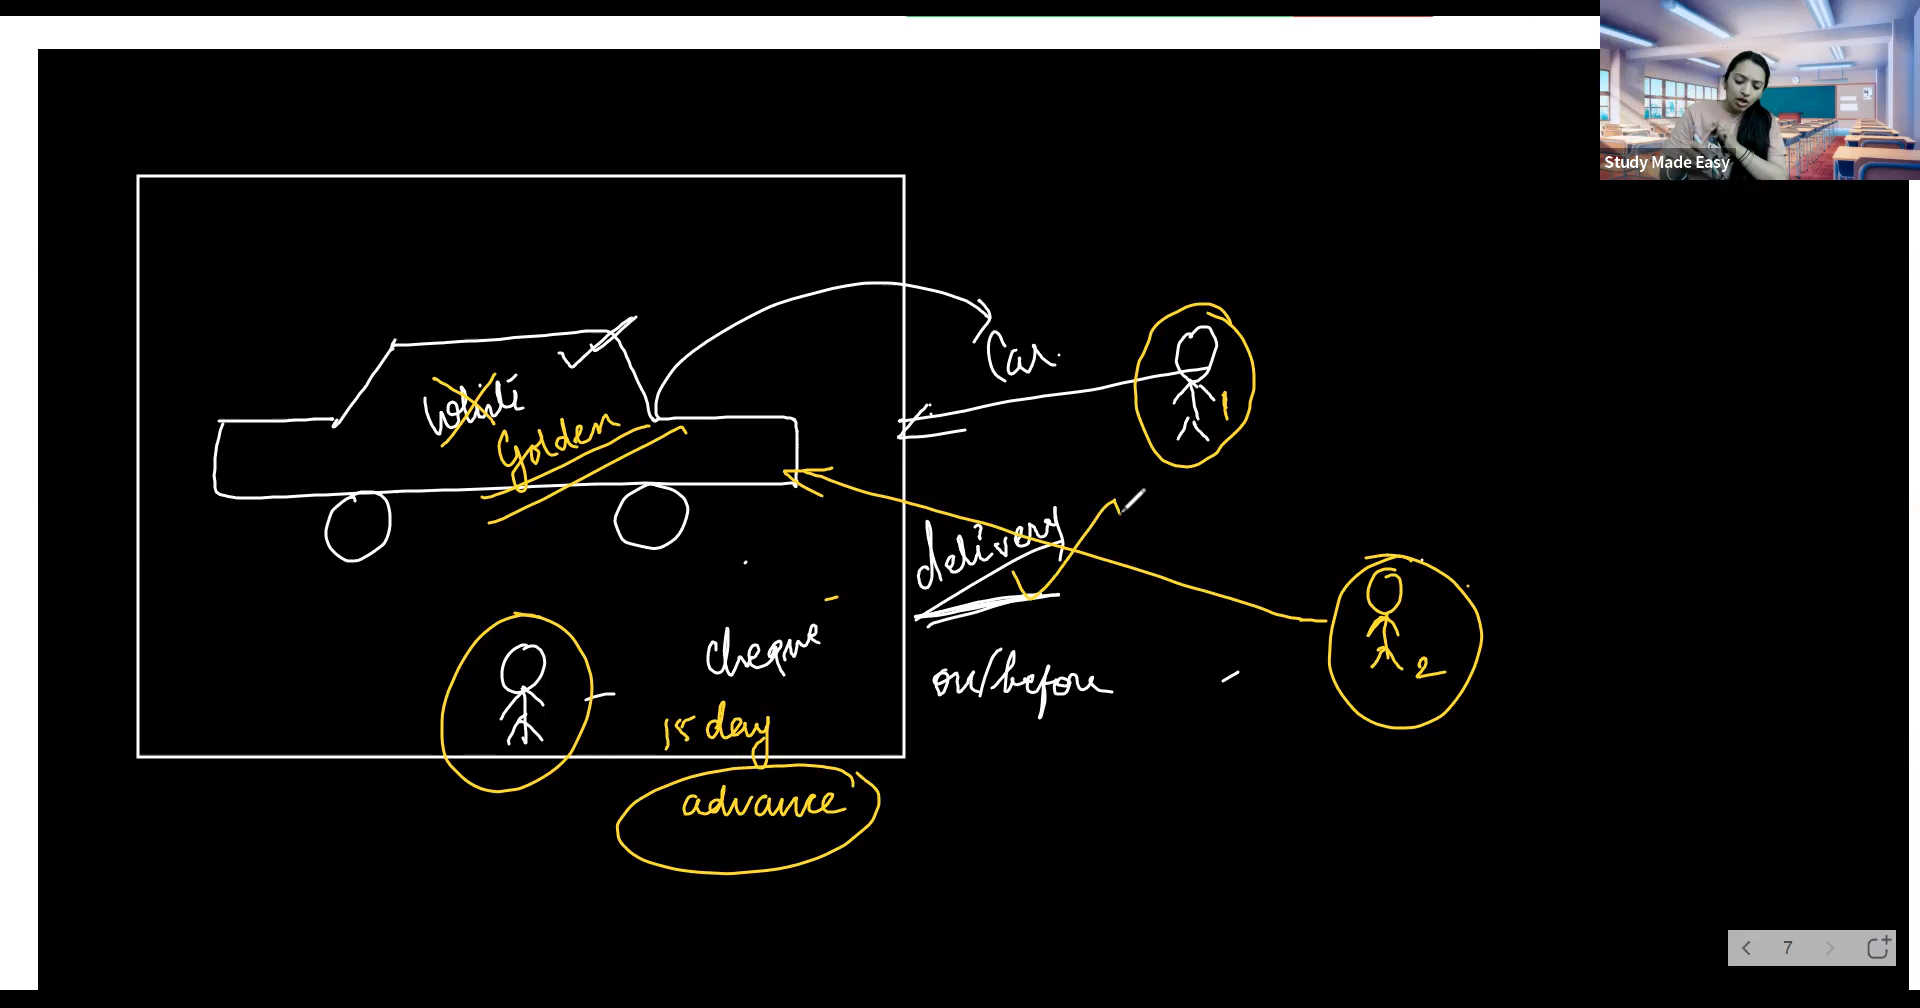 Study Made Easy
Car.
White
Golden
1
delivery
cheque
on/before
2
15 day
advance
7